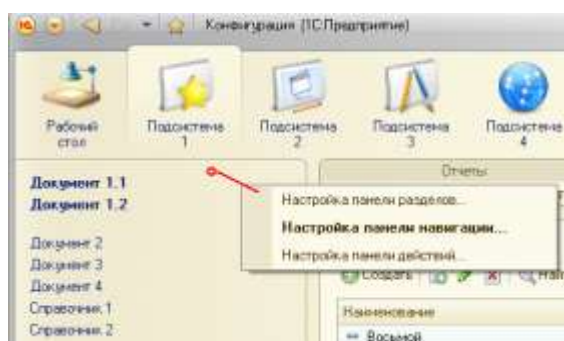 Конфигурация (1С:Предприятие)
Рабочий стол
Подсистема 1
Подсистема 2
Подсистема 3
Подсистема 4
Отчеты
Документ 1.1
Документ 1.2
Документ 2
Документ 3
Документ 4
Справочник 1
Справочник 2
Настройка панели разделов...
Настройка панели навигации...
Настройка панели действий...
Создать
Наименование
Восьмой